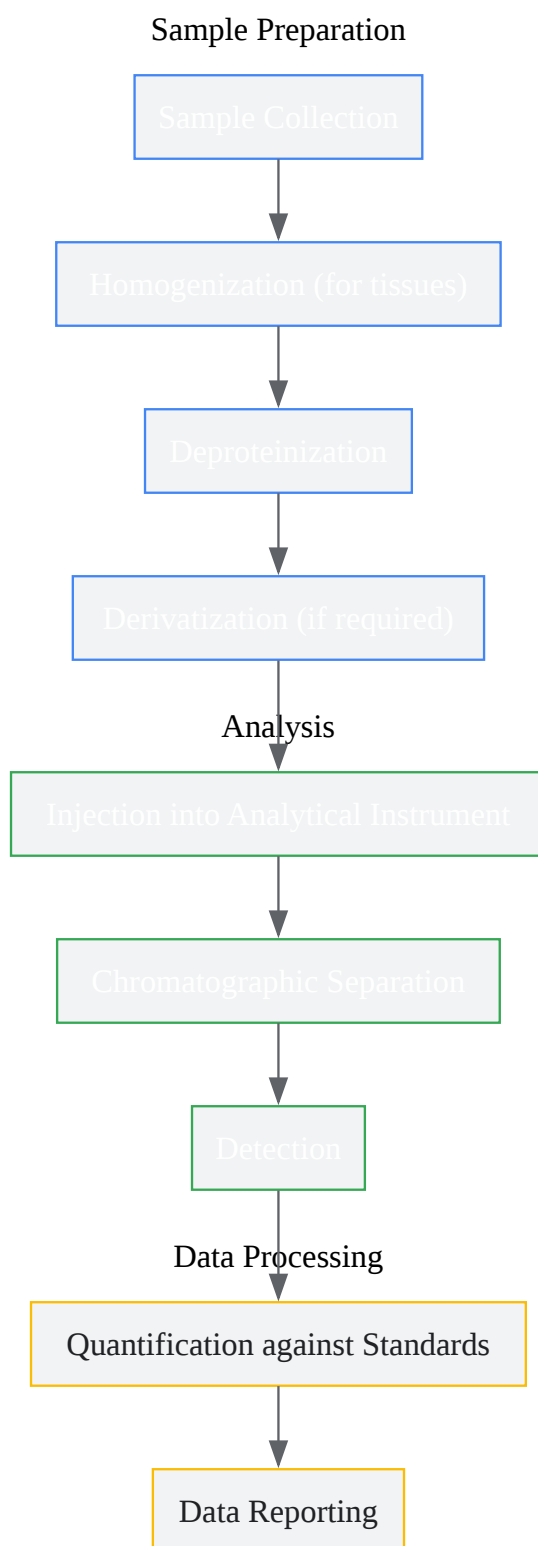 Sample Preparation
Sample Collection
Homogenization (for tissues)
Deproteinization
Derivatization (if required)
Analysis
Injection into Analytical Instrument
Chromatographic Separation
Detection
Data Processing
Quantification against Standards
Data Reporting